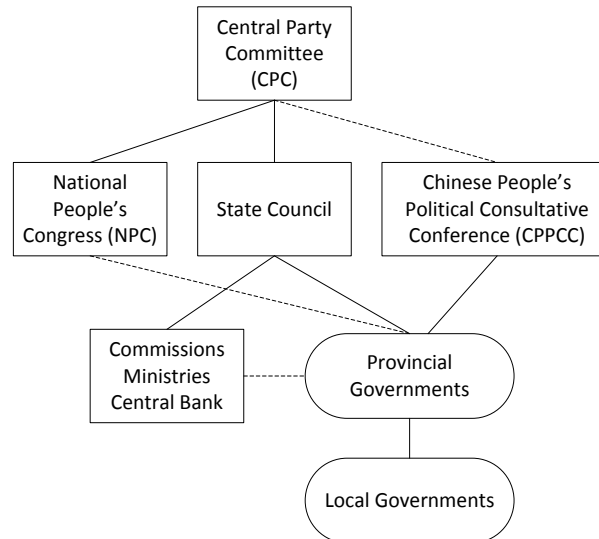 Central Party
Committee
(CPC)
National
People's
Congress (NPC)
State Council
Chinese People's
Political Consultative
Conference (CPPCC)
Commissions
Ministries
Central Bank
Provincial
Governments
Local Governments